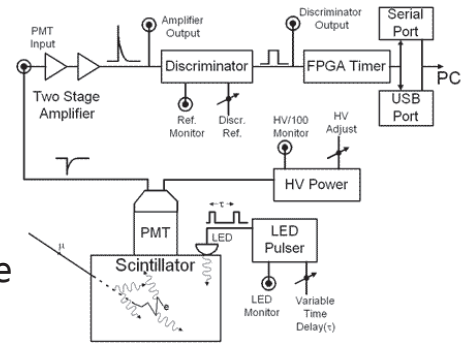 PMT
Input
Amplifier
Output
Discriminator
Output
Serial
Port
Two Stage
Amplifier
Discriminator
FPGA Timer
PC
USB
Port
Ref.
Monitor
Discr.
Ref.
HV/100
Monitor
HV
Adjust
HV Power
τ
PMT
LED
LED
Pulser
μ
Scintillator
e
e
LED
Monitor
Variable
Time
Delay(τ)